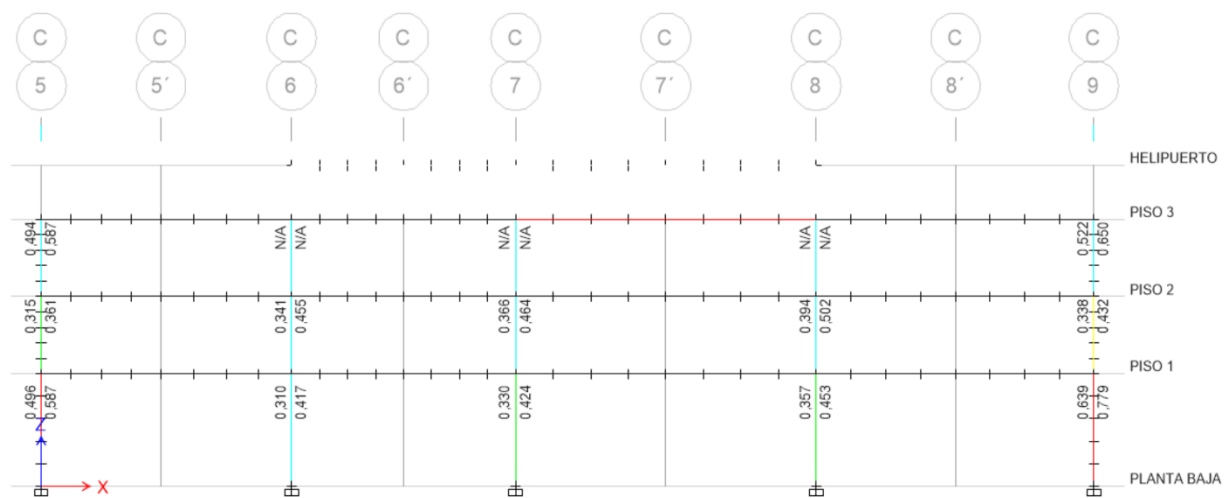 C C C C C C C C C
5 5´ 6 6´ 7 7´ 8 8´ 9
HELIPUERTO
PISO 3
0,494 0,587 N/A N/A N/A N/A N/A N/A 0,522 0,650
PISO 2
0,315 0,361 0,341 0,455 0,366 0,464 0,394 0,502 0,338 0,432
PISO 1
0,496 0,587 0,310 0,417 0,330 0,424 0,357 0,453 0,639 0,779
Z
X
PLANTA BAJA